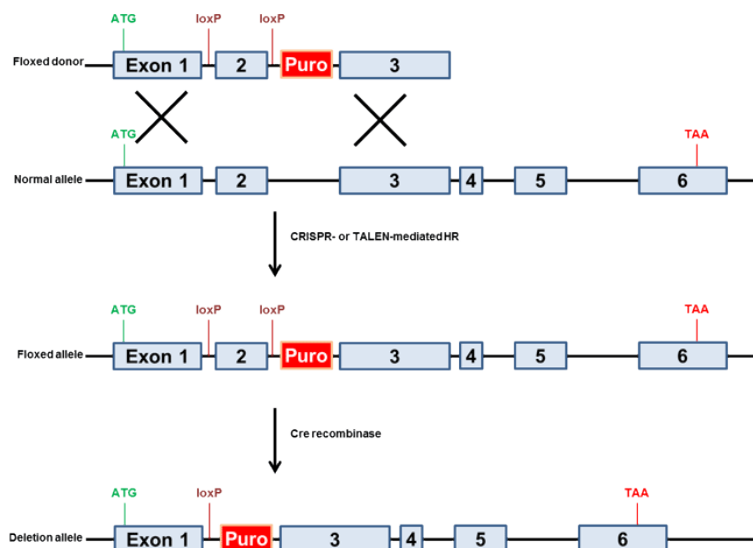 ATG loxP loxP
Floxed donor Exon 1 2 Puro 3
ATG TAA
Normal allele Exon 1 2 3 4 5 6
CRISPR- or TALEN-mediated HR
ATG loxP loxP TAA
Floxed allele Exon 1 2 Puro 3 4 5 6
Cre recombinase
ATG loxP TAA
Deletion allele Exon 1 Puro 3 4 5 6